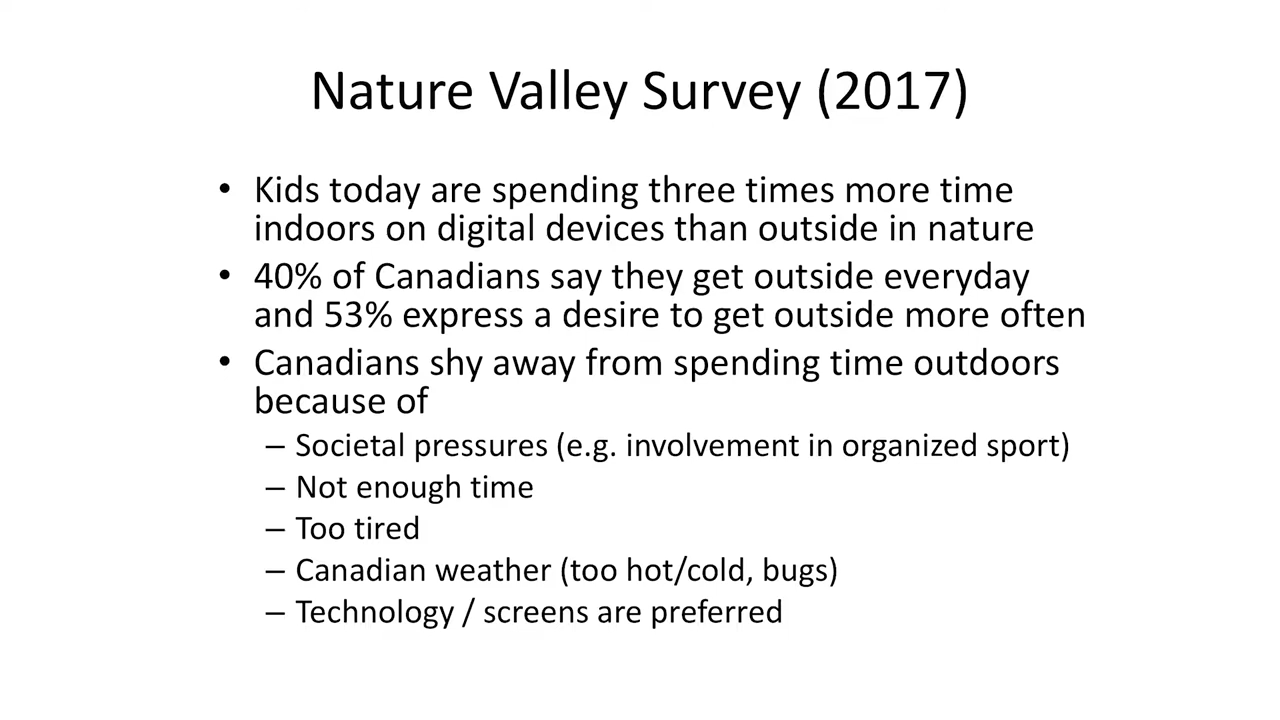 Nature Valley Survey (2017)
• Kids today are spending three times more time
indoors on digital devices than outside in nature
• 40% of Canadians say they get outside everyday
and 53% express a desire to get outside more often
• Canadians shy away from spending time outdoors
because of
– Societal pressures (e.g. involvement in organized sport)
– Not enough time
– Too tired
– Canadian weather (too hot/cold, bugs)
– Technology / screens are preferred